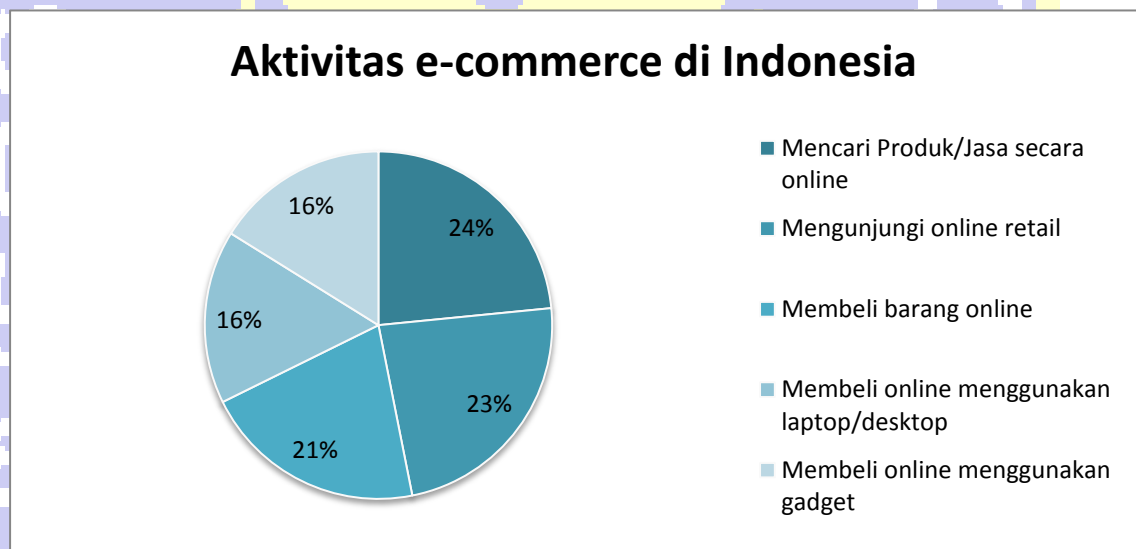 Aktivitas e-commerce di Indonesia
16%
24%
16%
23%
21%
Mencari Produk/Jasa secara
online
Mengunjungi online retail
Membeli barang online
Membeli online menggunakan
laptop/desktop
Membeli online menggunakan
gadget